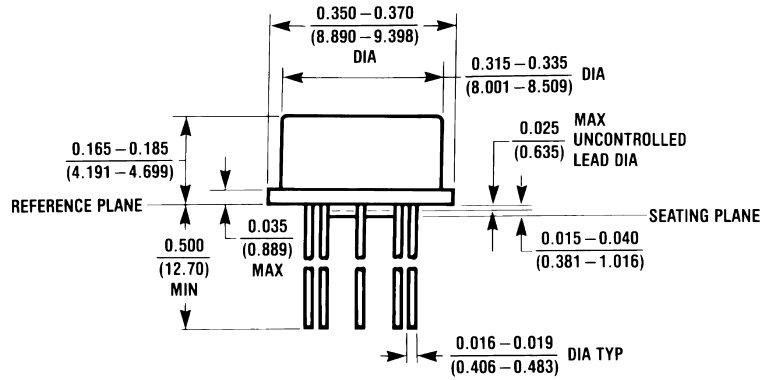 0.350 – 0.370
(8.890 – 9.398)
DIA
0.315 – 0.335
(8.001 – 8.509)
DIA
0.165 – 0.185
(4.191 – 4.699)
0.025
(0.635)
MAX
UNCONTROLLED
LEAD DIA
REFERENCE PLANE
SEATING PLANE
0.035
(0.889)
MAX
0.500
(12.70)
MIN
0.015 – 0.040
(0.381 – 1.016)
0.016 – 0.019
(0.406 – 0.483)
DIA TYP